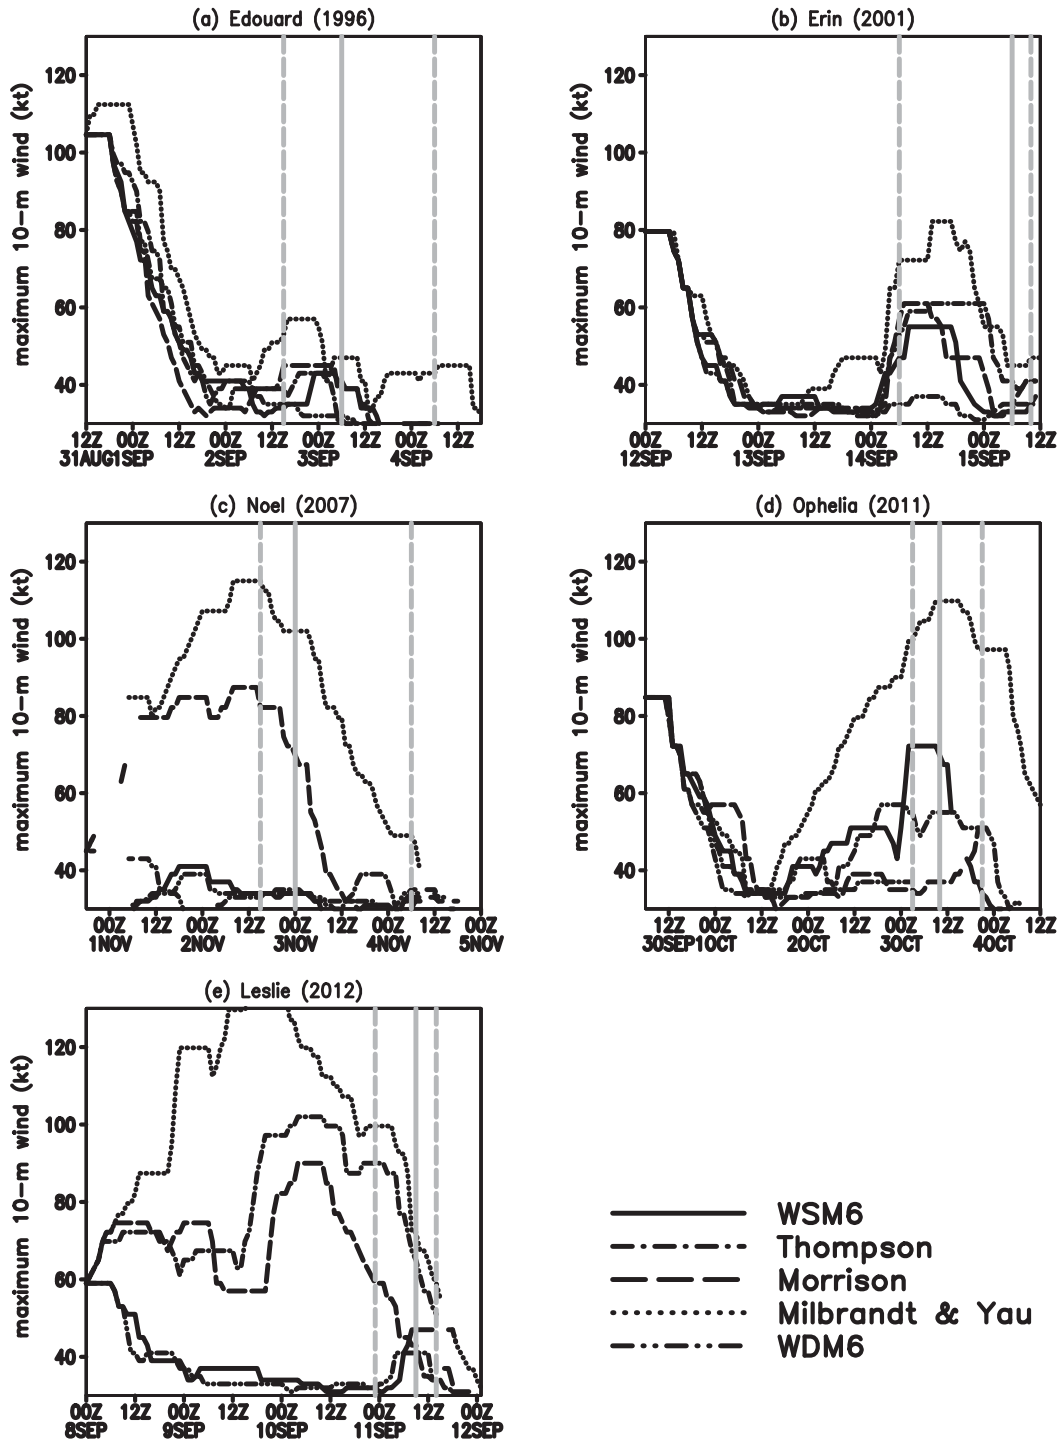 (a) Edouard (1996)
maximum 10-m wind (kt)
120
100
80
60
40
12Z 00Z 12Z 00Z 12Z 00Z 12Z 00Z 12Z
31AUG 1SEP 2SEP 3SEP 4SEP
(b) Erin (2001)
maximum 10-m wind (kt)
120
100
80
60
40
00Z 12Z 00Z 12Z 00Z 12Z 00Z 12Z
12SEP 13SEP 14SEP 15SEP
(c) Noel (2007)
maximum 10-m wind (kt)
120
100
80
60
40
00Z 12Z 00Z 12Z 00Z 12Z 00Z 12Z 00Z
1NOV 2NOV 3NOV 4NOV 5NOV
(d) Ophelia (2011)
maximum 10-m wind (kt)
120
100
80
60
40
12Z 00Z 12Z 00Z 12Z 00Z 12Z 00Z 12Z
30SEP 1OCT 2OCT 3OCT 4OCT
(e) Leslie (2012)
maximum 10-m wind (kt)
120
100
80
60
40
00Z 12Z 00Z 12Z 00Z 12Z 00Z 12Z 00Z
8SEP 9SEP 10SEP 11SEP 12SEP
WSM6
Thompson
Morrison
Milbrandt & Yau
WDM6